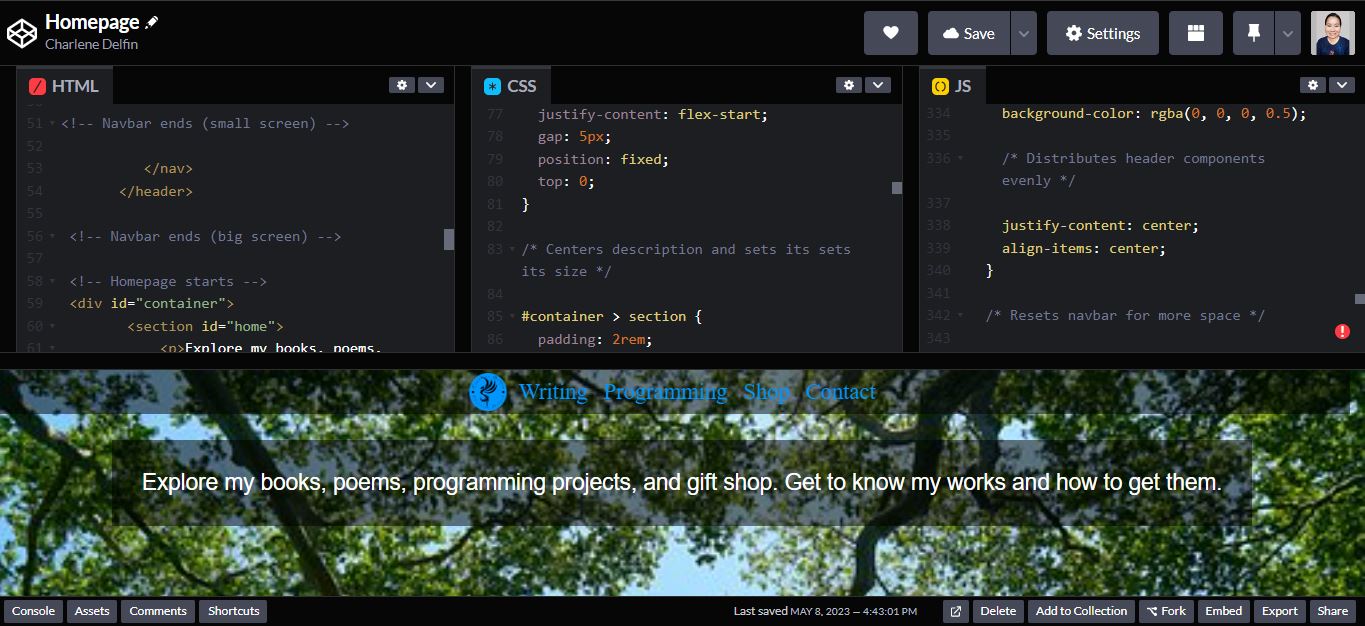 Homepage
Charlene Delfin
Save
Settings
HTML
51 <!-- Navbar ends (small screen) -->
52
53 </nav>
54 </header>
55
56 <!-- Navbar ends (big screen) -->
57
58 <!-- Homepage starts -->
59 <div id="container">
60 <section id="home">
61 <p>Explore my books, poems,
CSS
77 justify-content: flex-start;
78 gap: 5px;
79 position: fixed;
80 top: 0;
81 }
82
83 /* Centers description and sets its sets
its size */
84
85 #container > section {
86 padding: 2rem;
JS
334 background-color: rgba(0, 0, 0, 0.5);
335
336 /* Distributes header components
evenly */
337
338 justify-content: center;
339 align-items: center;
340 }
341
342 /* Resets navbar for more space */
343
Writing Programming Shop Contact
Explore my books, poems, programming projects, and gift shop. Get to know my works and how to get them.
Console Assets Comments Shortcuts Last saved MAY 8, 2023 — 4:43:01 PM Delete Add to Collection Fork Embed Export Share